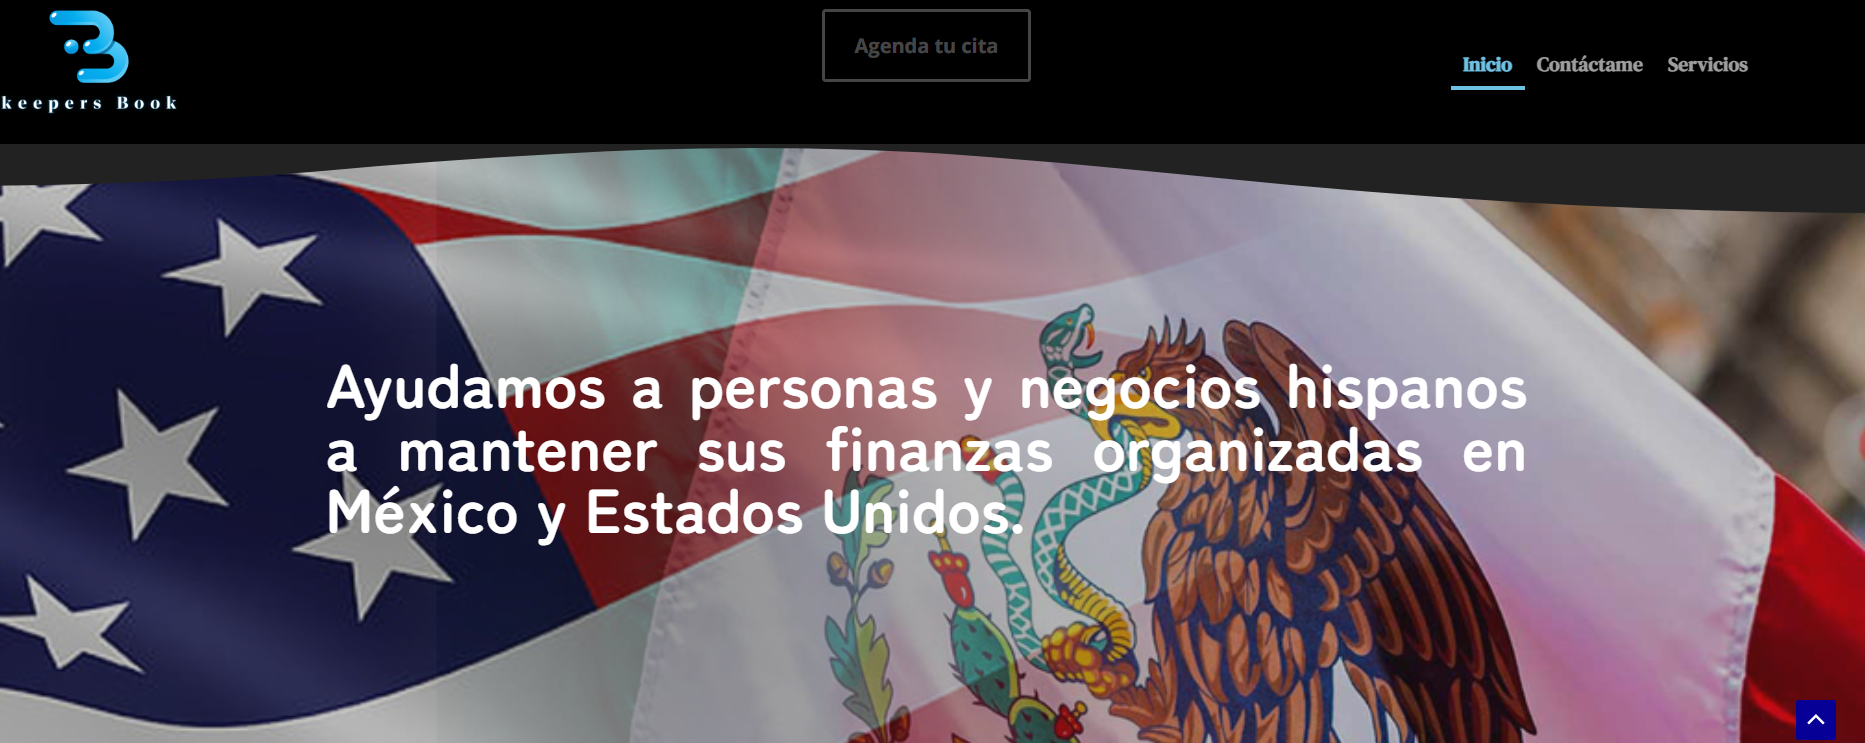 keepers Book
Agenda tu cita
Inicio Contáctame Servicios
Ayudamos a personas y negocios hispanos
a mantener sus finanzas organizadas en
México y Estados Unidos.